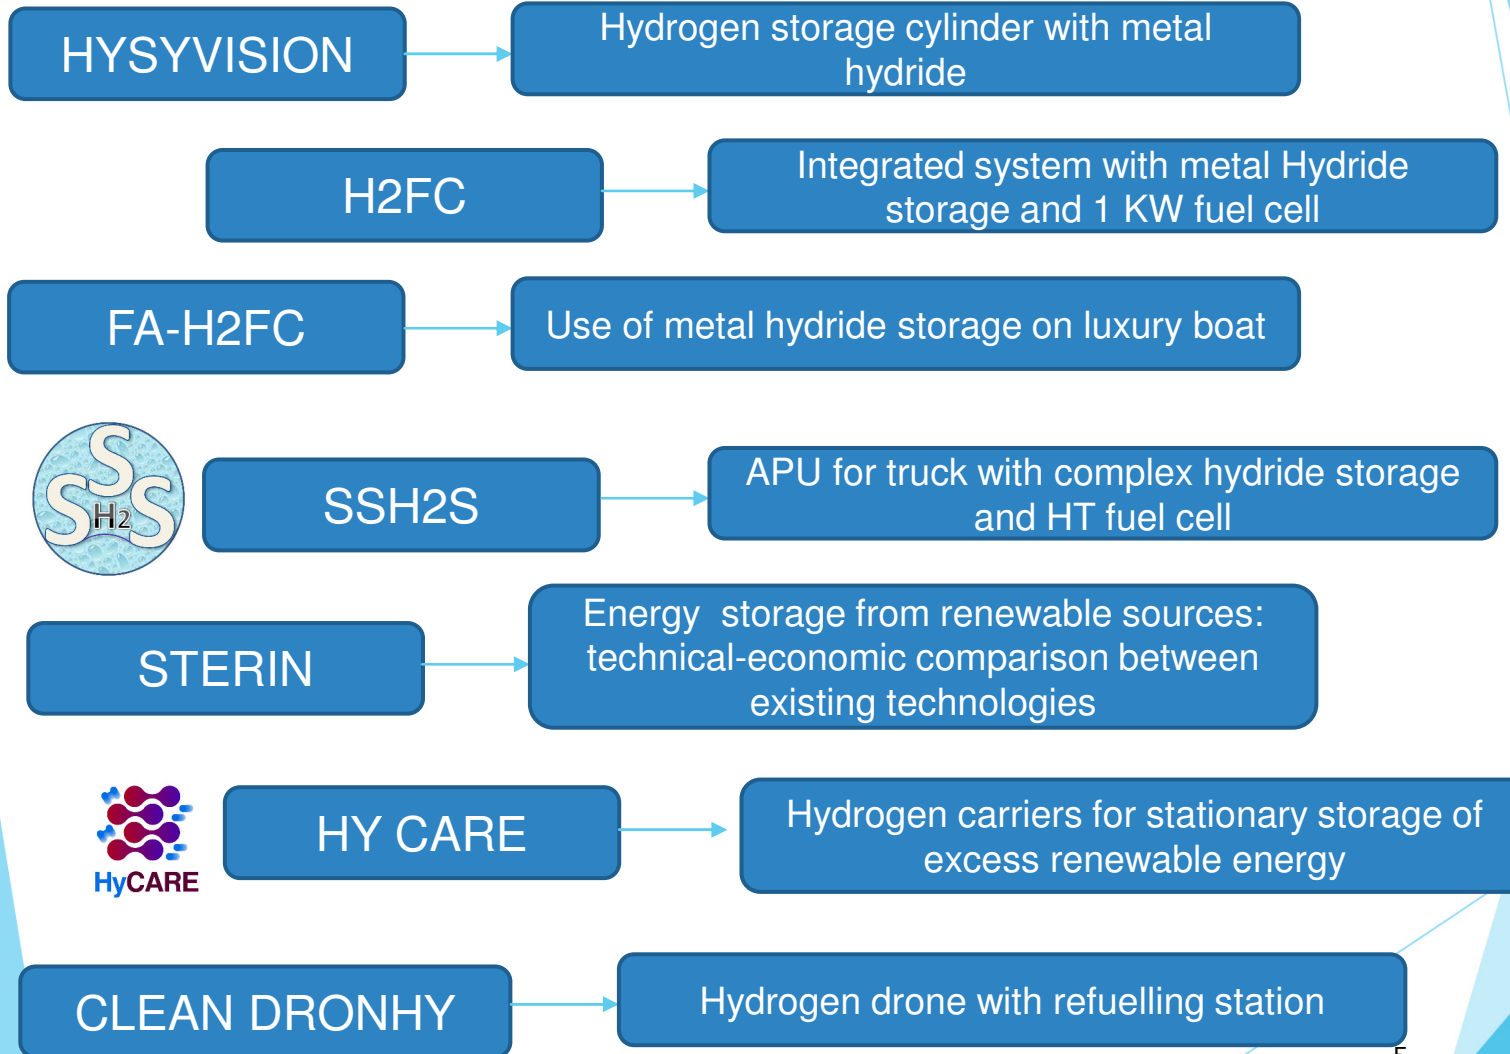 HYSYVISION
Hydrogen storage cylinder with metal
hydride
H2FC
Integrated system with metal Hydride
storage and 1 KW fuel cell
FA-H2FC
Use of metal hydride storage on luxury boat
S
S S
H2
SSH2S
APU for truck with complex hydride storage
and HT fuel cell
STERIN
Energy  storage from renewable sources:
technical-economic comparison between
existing technologies
HyCARE
HY CARE
Hydrogen carriers for stationary storage of
excess renewable energy
CLEAN DRONHY
Hydrogen drone with refuelling station